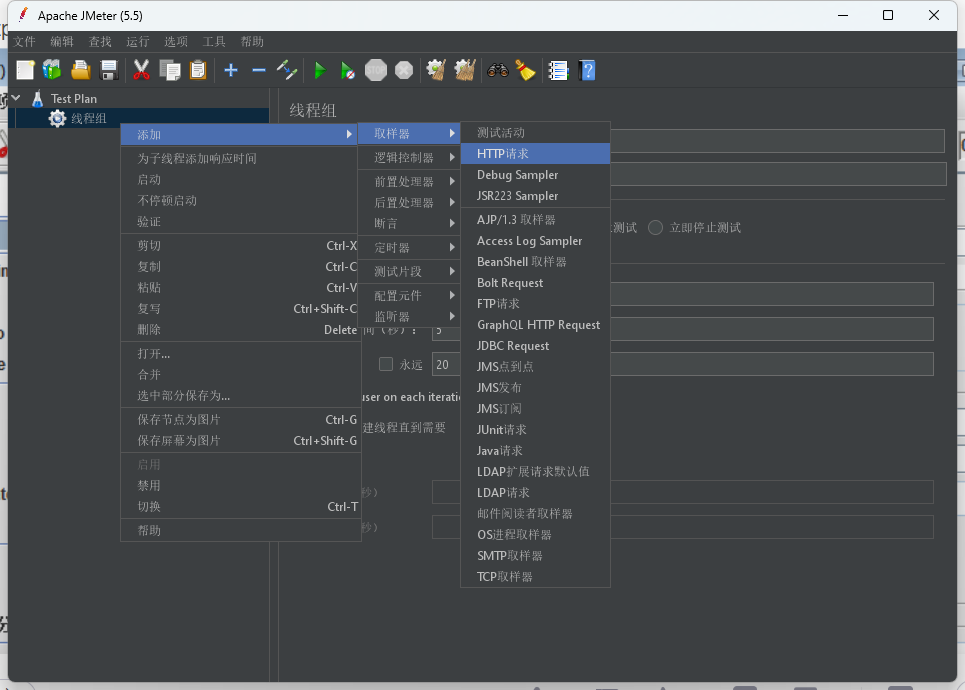 Apache JMeter (5.5)
文件 编辑 查找 运行 选项 工具 帮助
Test Plan
线程组
线程组
添加
为子线程添加响应时间
启动
不停顿启动
验证
剪切 Ctrl-X
复制 Ctrl-C
粘贴 Ctrl-V
复写 Ctrl+Shift-C
删除 Delete
打开...
合并
选中部分保存为...
保存节点为图片 Ctrl-G
保存屏幕为图片 Ctrl+Shift-G
启用
禁用
切换 Ctrl-T
帮助
取样器
逻辑控制器
前置处理器
后置处理器
断言
定时器
测试片段
配置元件
监听器
测试活动
HTTP请求
Debug Sampler
JSR223 Sampler
AJP/1.3 取样器
Access Log Sampler
BeanShell 取样器
Bolt Request
FTP请求
GraphQL HTTP Request
JDBC Request
JMS点到点
JMS发布
JMS订阅
JUnit请求
Java请求
LDAP扩展请求默认值
LDAP请求
邮件阅读者取样器
OS进程取样器
SMTP取样器
TCP取样器
测试 立即停止测试
间（秒）： 5
永远 20
user on each iteratio
建线程直到需要
秒）
秒）